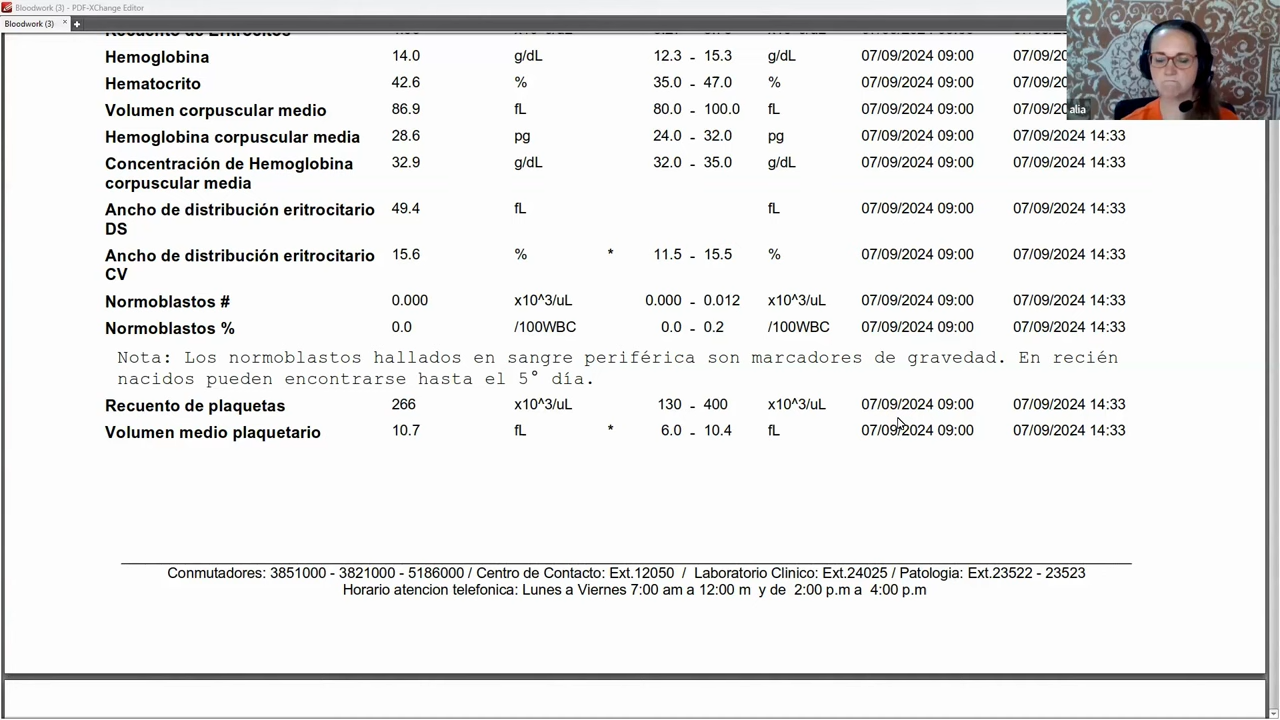 Bloodwork (3) - PDF-XChange Editor
Bloodwork (3) × +
Recuento de Eritrocitos
Hemoglobina 14.0 g/dL 12.3 - 15.3 g/dL 07/09/2024 09:00 07/09/20
Hematocrito 42.6 % 35.0 - 47.0 % 07/09/2024 09:00 07/09/20
Volumen corpuscular medio 86.9 fL 80.0 - 100.0 fL 07/09/2024 09:00 07/09/20
alia
Hemoglobina corpuscular media 28.6 pg 24.0 - 32.0 pg 07/09/2024 09:00 07/09/2024 14:33
Concentración de Hemoglobina 32.9 g/dL 32.0 - 35.0 g/dL 07/09/2024 09:00 07/09/2024 14:33
corpuscular media
Ancho de distribución eritrocitario 49.4 fL fL 07/09/2024 09:00 07/09/2024 14:33
DS
Ancho de distribución eritrocitario 15.6 % * 11.5 - 15.5 % 07/09/2024 09:00 07/09/2024 14:33
CV
Normoblastos # 0.000 x10^3/uL 0.000 - 0.012 x10^3/uL 07/09/2024 09:00 07/09/2024 14:33
Normoblastos % 0.0 /100WBC 0.0 - 0.2 /100WBC 07/09/2024 09:00 07/09/2024 14:33
Nota: Los normoblastos hallados en sangre periférica son marcadores de gravedad. En recién
nacidos pueden encontrarse hasta el 5° día.
Recuento de plaquetas 266 x10^3/uL 130 - 400 x10^3/uL 07/09/2024 09:00 07/09/2024 14:33
Volumen medio plaquetario 10.7 fL * 6.0 - 10.4 fL 07/09/2024 09:00 07/09/2024 14:33
Conmutadores: 3851000 - 3821000 - 5186000 / Centro de Contacto: Ext.12050 / Laboratorio Clinico: Ext.24025 / Patologia: Ext.23522 - 23523
Horario atencion telefonica: Lunes a Viernes 7:00 am a 12:00 m y de 2:00 p.m a 4:00 p.m